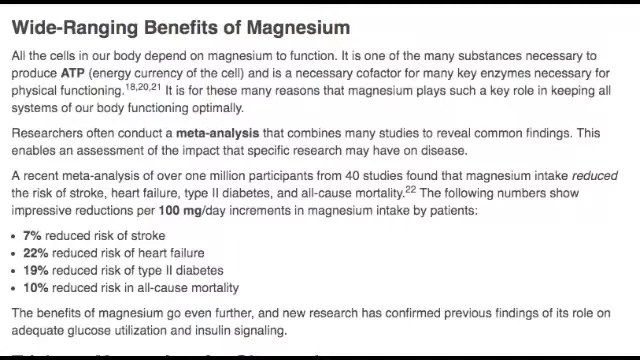 Wide-Ranging Benefits of Magnesium
All the cells in our body depend on magnesium to function. It is one of the many substances necessary to
produce ATP (energy currency of the cell) and is a necessary cofactor for many key enzymes necessary for
physical functioning.18,20,21 It is for these many reasons that magnesium plays such a key role in keeping all
systems of our body functioning optimally.
Researchers often conduct a meta-analysis that combines many studies to reveal common findings. This
enables an assessment of the impact that specific research may have on disease.
A recent meta-analysis of over one million participants from 40 studies found that magnesium intake reduced
the risk of stroke, heart failure, type II diabetes, and all-cause mortality.22 The following numbers show
impressive reductions per 100 mg/day increments in magnesium intake by patients:
• 7% reduced risk of stroke
• 22% reduced risk of heart failure
• 19% reduced risk of type II diabetes
• 10% reduced risk in all-cause mortality
The benefits of magnesium go even further, and new research has confirmed previous findings of its role on
adequate glucose utilization and insulin signaling.